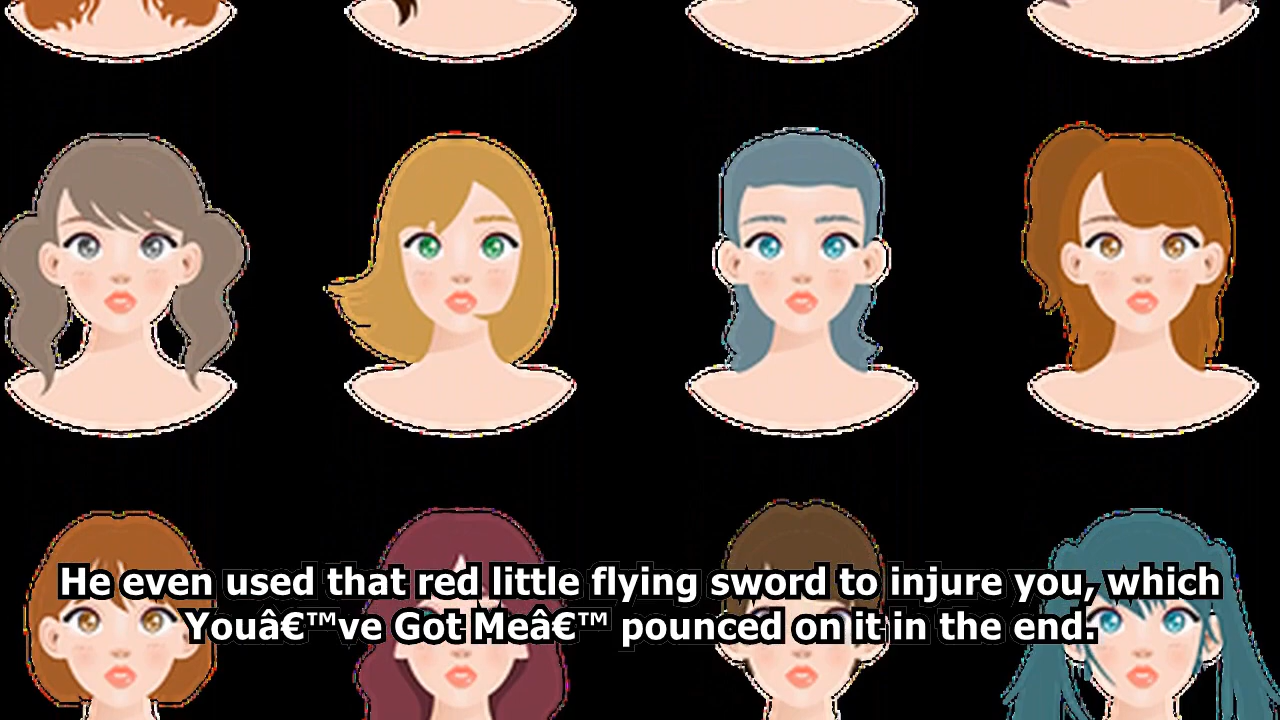 He even used that red little flying sword to injure you, which
Youâ€™ve Got Meâ€™ pounced on it in the end.